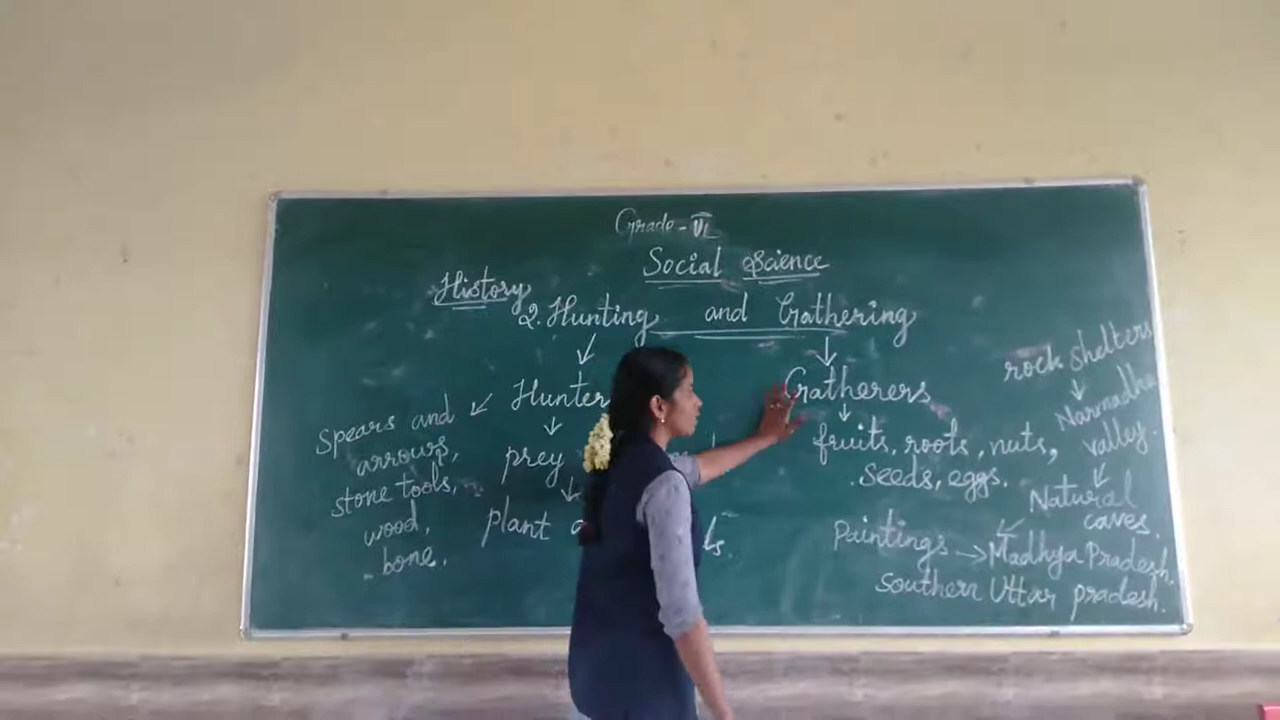 Grade - VI
Social Science
History
2. Hunting and Gathering
Hunter
Spears and
arrows,
stone tools,
wood,
bone.
prey
plant
Gatherers
fruits, roots, nuts,
seeds, eggs.
rock shelters
Narmadha
valley.
Natural
caves.
Paintings → Madhya Pradesh,
Southern Uttar pradesh.